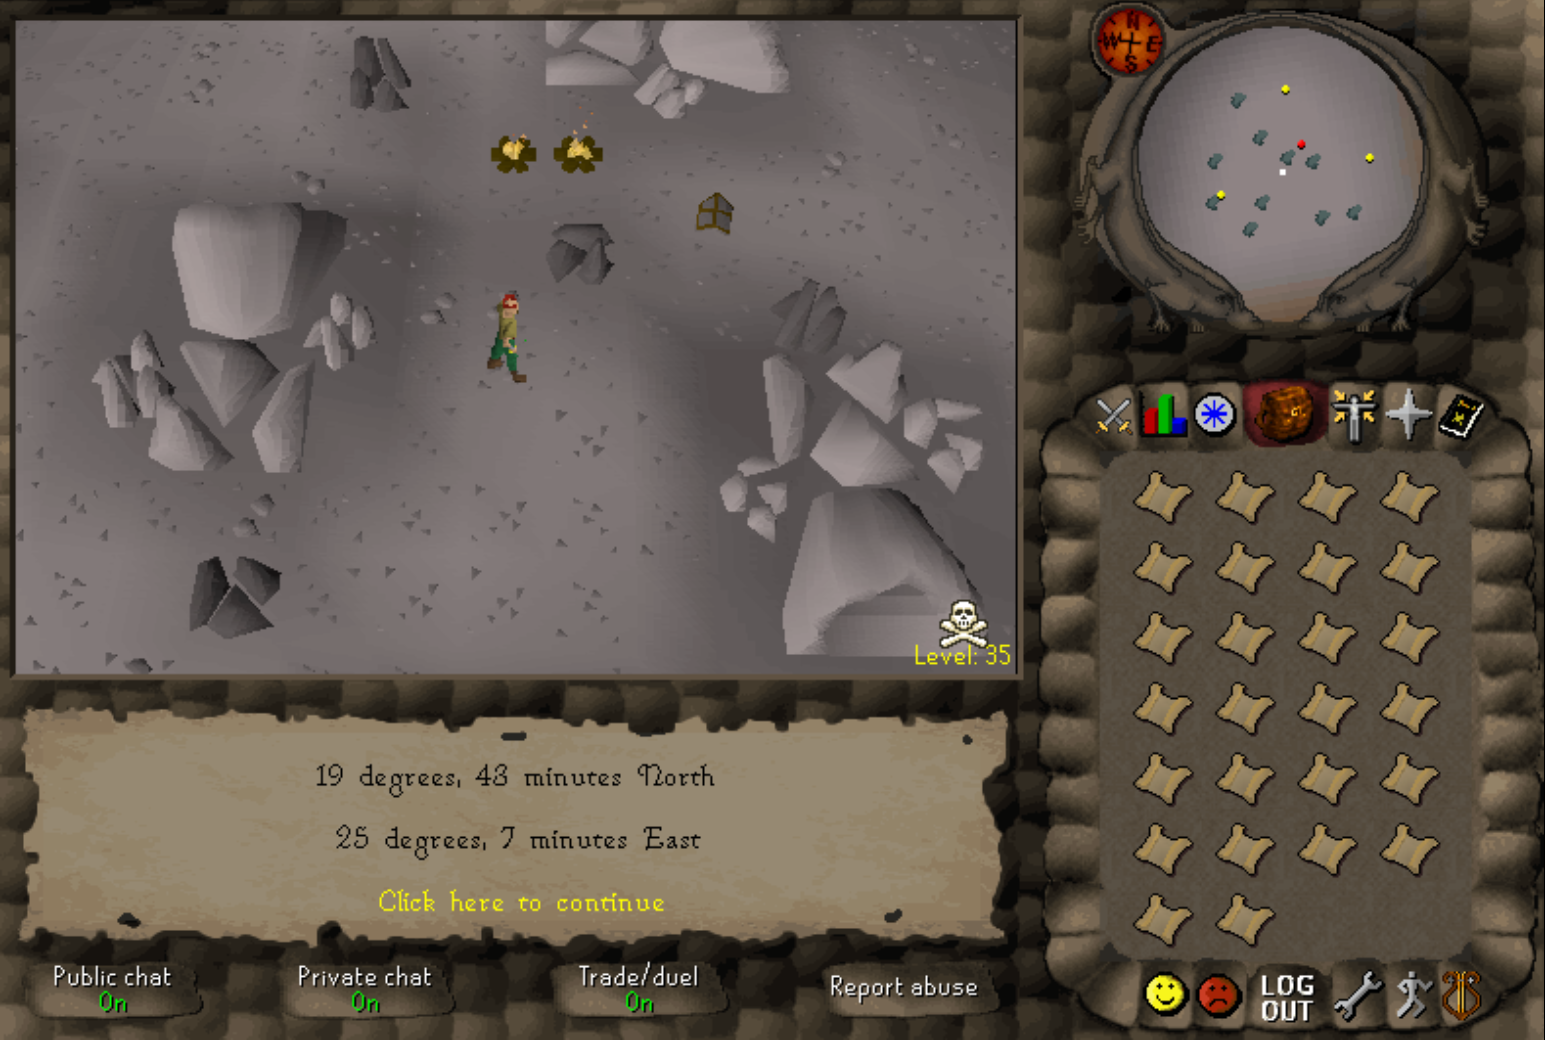 N
W E
S
Level: 35
19 degrees, 43 minutes North
25 degrees, 7 minutes East
Click here to continue
Public chat
On
Private chat
On
Trade/duel
On
Report abuse
LOG
OUT